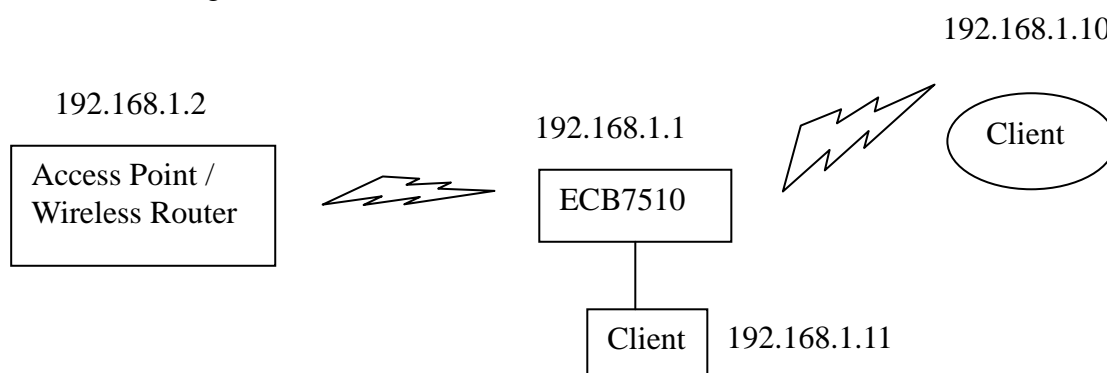 192.168.1.10
192.168.1.2
192.168.1.1
Client
Access Point /
Wireless Router
ECB7510
Client
192.168.1.11